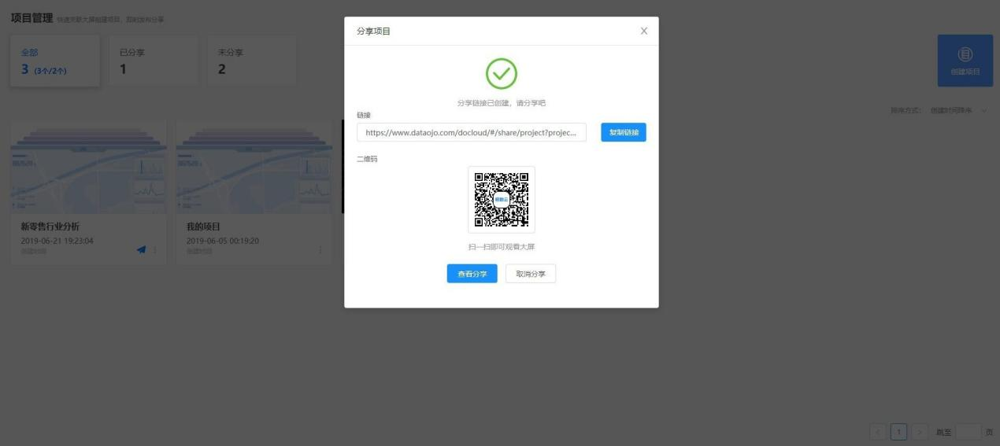 项目管理 快速关联大屏创建项目，即时发布分享
全部
3 (3个/2个)
已分享
1
未分享
2
创建项目
排序方式： 创建时间降序
新零售行业分析
2019-06-21 19:23:04
创建时间
我的项目
2019-06-05 00:19:20
创建时间
分享项目
分享链接已创建，请分享吧
链接
https://www.dataojo.com/docloud/#/share/project?projec...
复制链接
二维码
扫一扫即可观看大屏
查看分享
取消分享
1
跳至
页